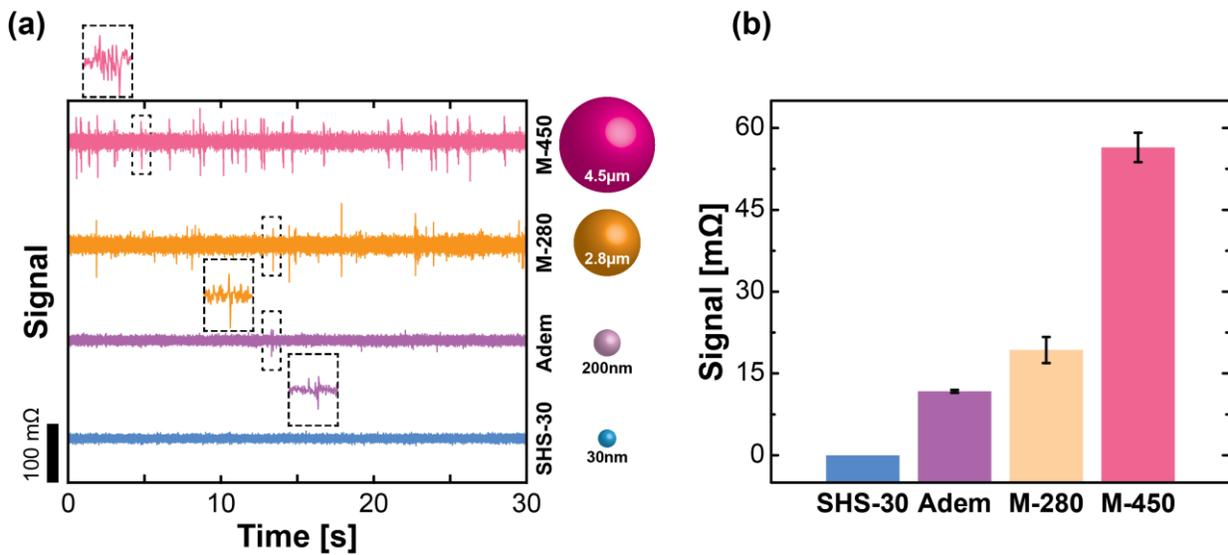 (a)
Signal
M-450
4.5μm
M-280
2.8μm
Adem
200nm
SHS-30
30nm
100 mΩ
0 10 20 30
Time [s]
(b)
Signal [mΩ]
60
45
30
15
0
SHS-30 Adem M-280 M-450